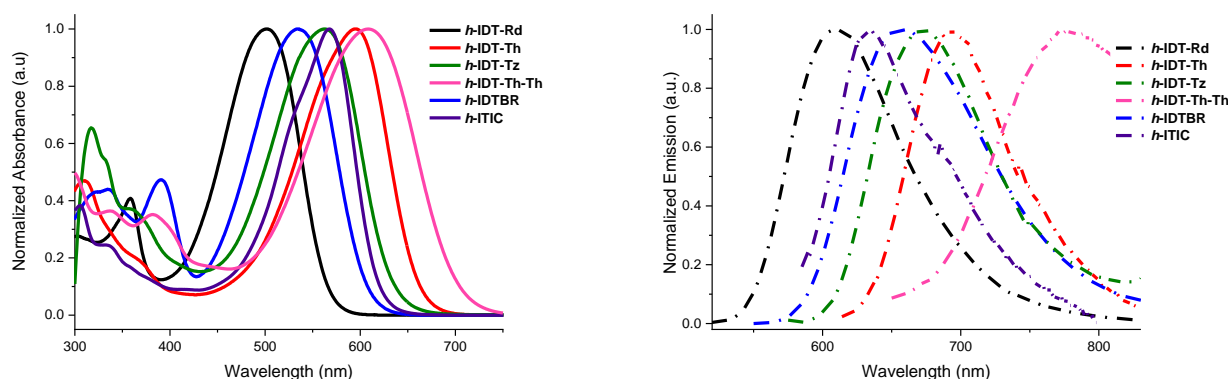 1.0
0.8
0.6
0.4
0.2
0.0
Normalized Absorbance (a.u)
300
400
500
600
700
Wavelength (nm)
h-IDT-Rd
h-IDT-Th
h-IDT-Tz
h-IDT-Th-Th
h-IDTBR
h-ITIC
1.0
0.8
0.6
0.4
0.2
0.0
Normalized Emission (a.u.)
600
700
800
Wavelength (nm)
h-IDT-Rd
h-IDT-Th
h-IDT-Tz
h-IDT-Th-Th
h-IDTBR
h-ITIC